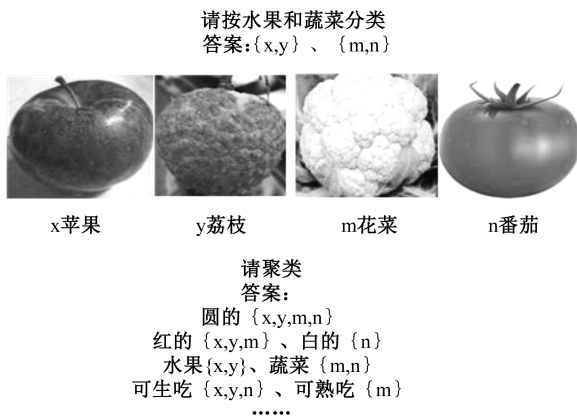 请按水果和蔬菜分类
答案:{x,y}、{m,n}
x苹果 y荔枝 m花菜 n番茄
请聚类
答案:
圆的{x,y,m,n}
红的{x,y,m}、白的{n}
水果{x,y}、蔬菜{m,n}
可生吃{x,y,n}、可熟吃{m}
……